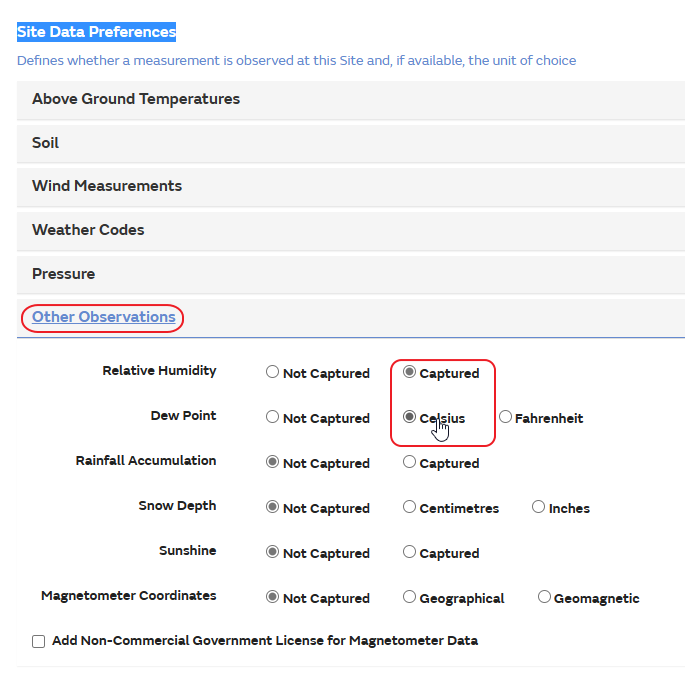 Site Data Preferences
Defines whether a measurement is observed at this Site and, if available, the unit of choice
Above Ground Temperatures
Soil
Wind Measurements
Weather Codes
Pressure
Other Observations
Relative Humidity Not Captured Captured
Dew Point Not Captured Celsius Fahrenheit
Rainfall Accumulation Not Captured Captured
Snow Depth Not Captured Centimetres Inches
Sunshine Not Captured Captured
Magnetometer Coordinates Not Captured Geographical Geomagnetic
Add Non-Commercial Government License for Magnetometer Data